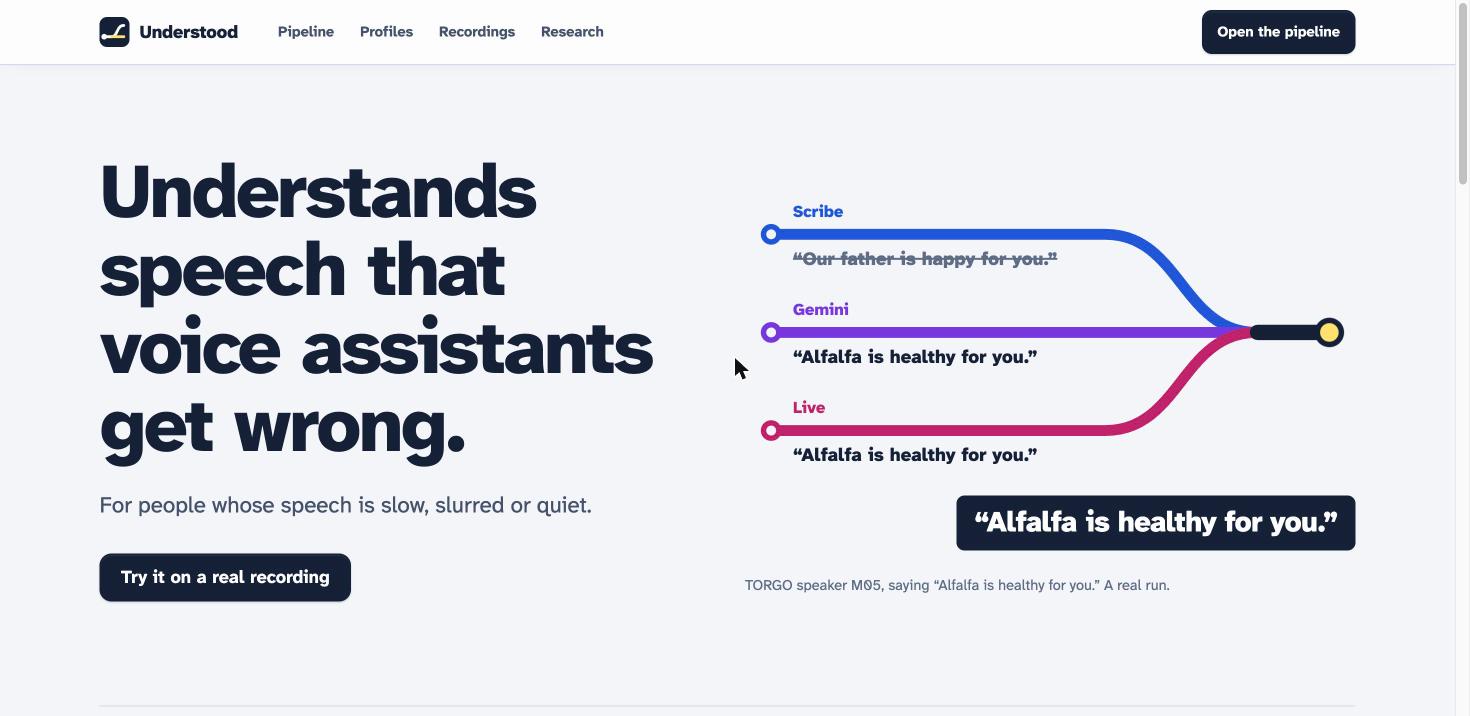 Understood
Pipeline
Profiles
Recordings
Research
Open the pipeline
Understands
speech that
voice assistants
get wrong.
For people whose speech is slow, slurred or quiet.
Try it on a real recording
Scribe
“Our father is happy for you.”
Gemini
“Alfalfa is healthy for you.”
Live
“Alfalfa is healthy for you.”
“Alfalfa is healthy for you.”
TORGO speaker M05, saying “Alfalfa is healthy for you.” A real run.